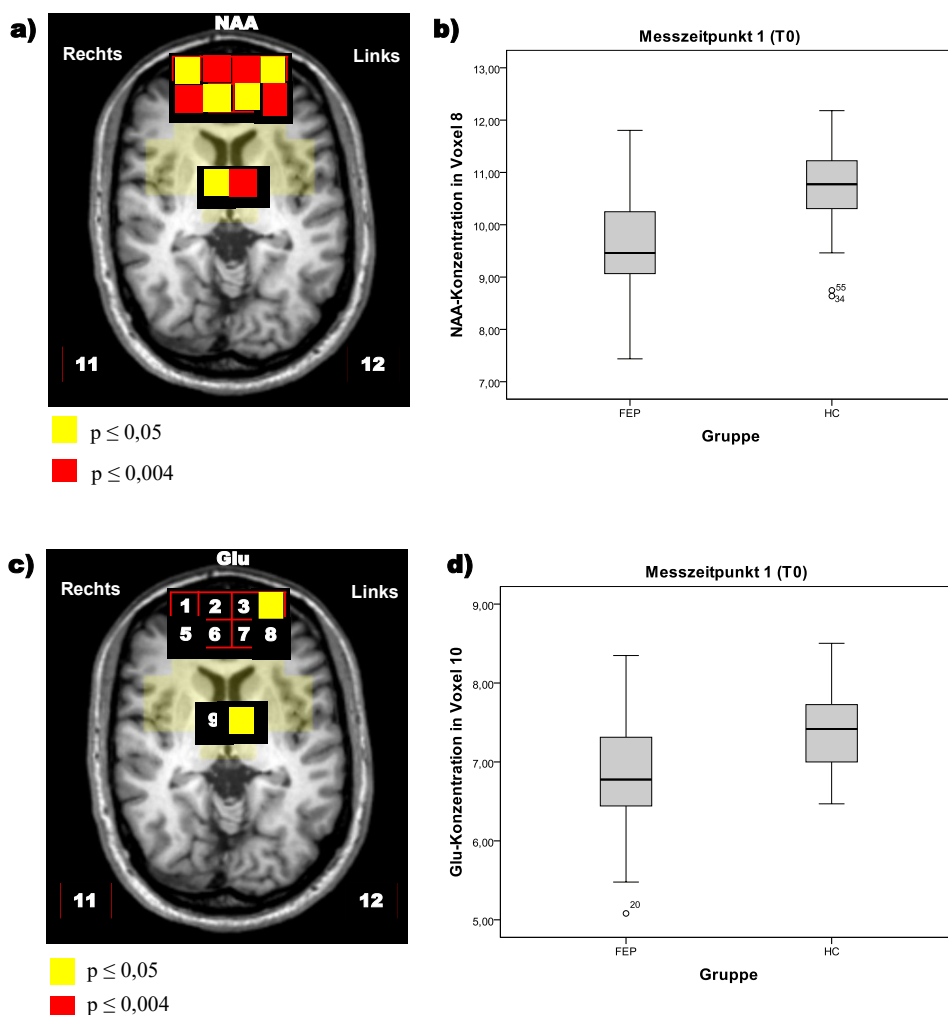 a)
NAA
Rechts
Links
11
12
p ≤ 0,05
p ≤ 0,004
b)
Messzeitpunkt 1 (T0)
NAA-Konzentration in Voxel 8
13,00
12,00
11,00
10,00
9,00
8,00
7,00
55
34
FEP
HC
Gruppe
c)
Glu
Rechts
Links
1 2 3
5 6 7 8
9
11
12
p ≤ 0,05
p ≤ 0,004
d)
Messzeitpunkt 1 (T0)
Glu-Konzentration in Voxel 10
9,00
8,00
7,00
6,00
5,00
20
FEP
HC
Gruppe